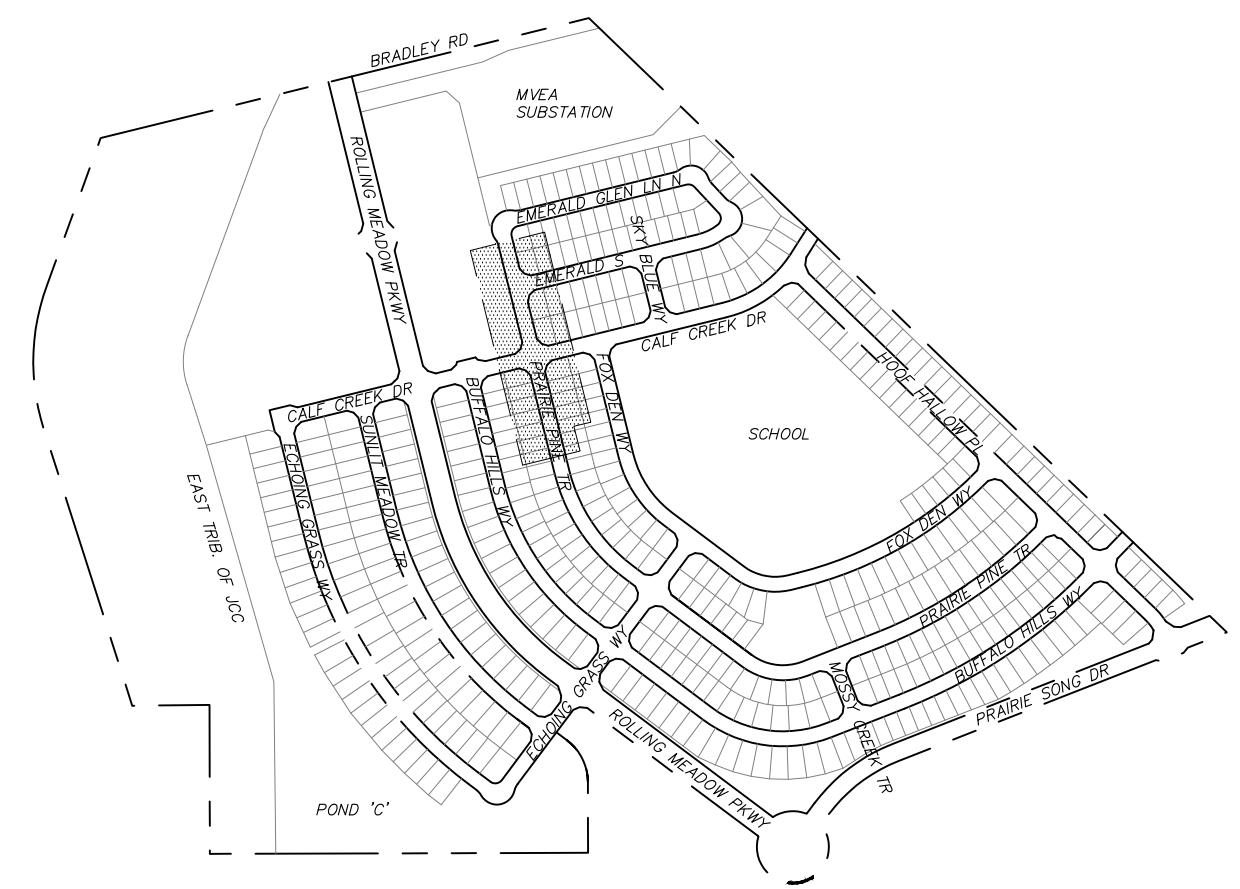 BRADLEY RD
MVEA
SUBSTATION
ROLLING MEADOW PKWY
EMERALD GLEN LN N
SKY BLUE WY
EMERALD S
CALF CREEK DR
CALF CREEK DR
FOX DEN WY
PRAIRIE PINE TR
BUFFALO HILLS WY
SUNLIT MEADOW TR
ECHOING GRASS WY
EAST TRIB. OF JCC
HOOF HALLOW PL
SCHOOL
FOX DEN WY
PRAIRIE PINE TR
BUFFALO HILLS WY
MOSSY CREEK TR
PRAIRIE SONG DR
ECHOING GRASS WY
ROLLING MEADOW PKWY
POND 'C'